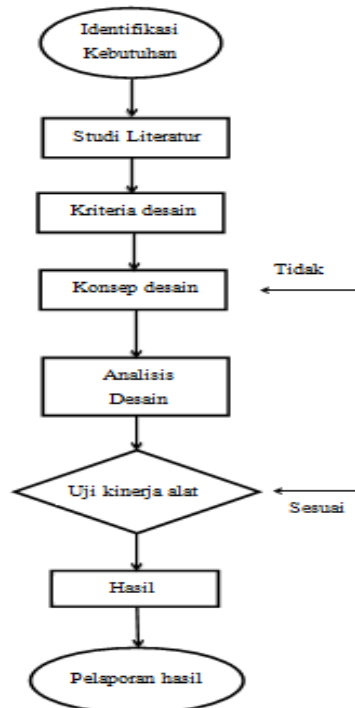 Identifikasi
Kebutuhan
Studi Literatur
Kriteria desain
Tidak
Konsep desain
Analisis
Desain
Uji kinerja alat
Sesuai
Hasil
Pelaporan hasil